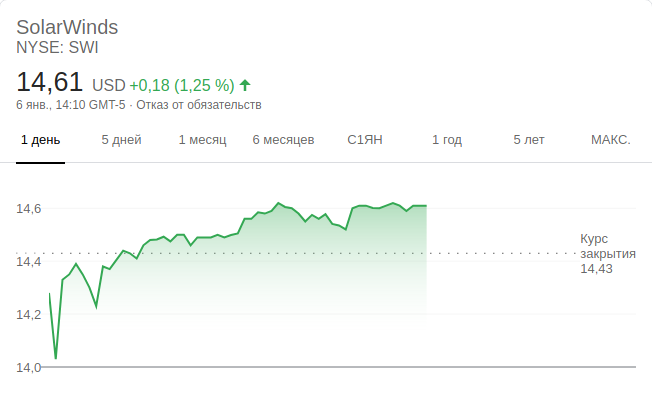 SolarWinds
NYSE: SWI
14,61 USD +0,18 (1,25 %)
6 янв., 14:10 GMT-5 · Отказ от обязательств
1 день 5 дней 1 месяц 6 месяцев С1ЯН 1 год 5 лет МАКС.
14,6
Курс
закрытия
14,43
14,4
14,2
14,0